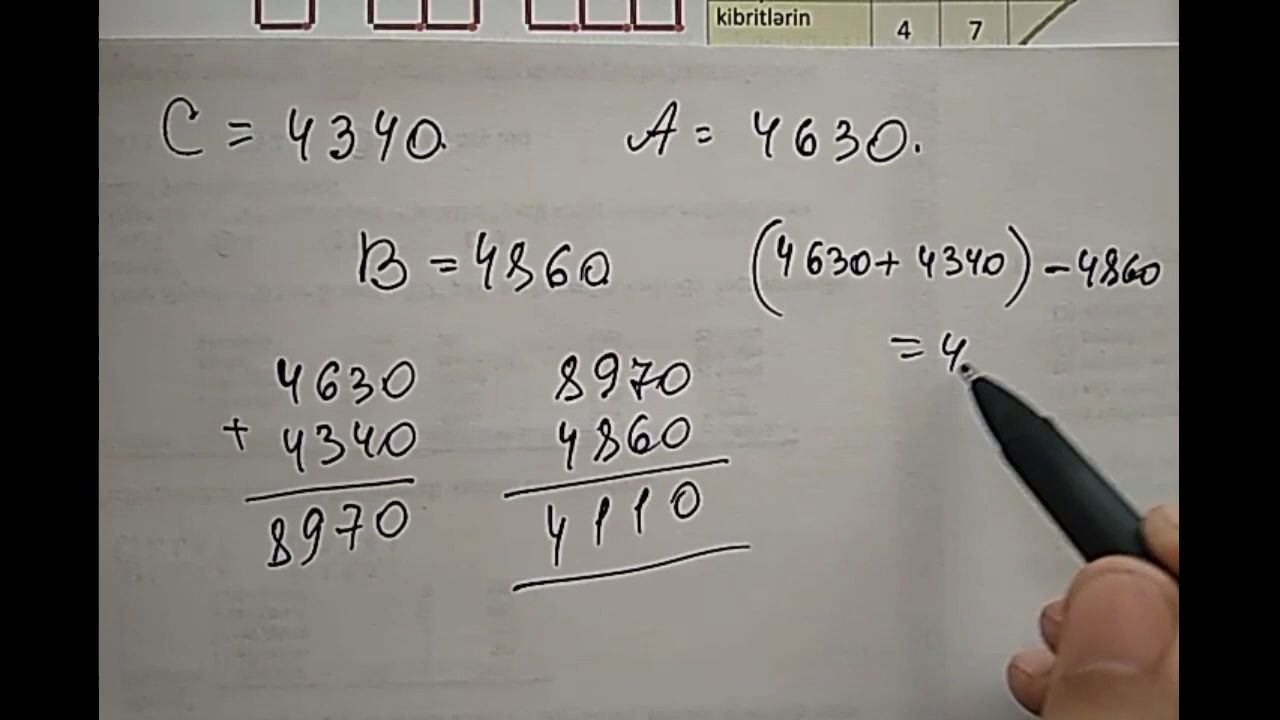 kibritlərin 4 7
C = 4340. A = 4630.
B = 4860 (4630 + 4340) - 4860
= 4
4630 8970
+ 4340 4860
8970 4110